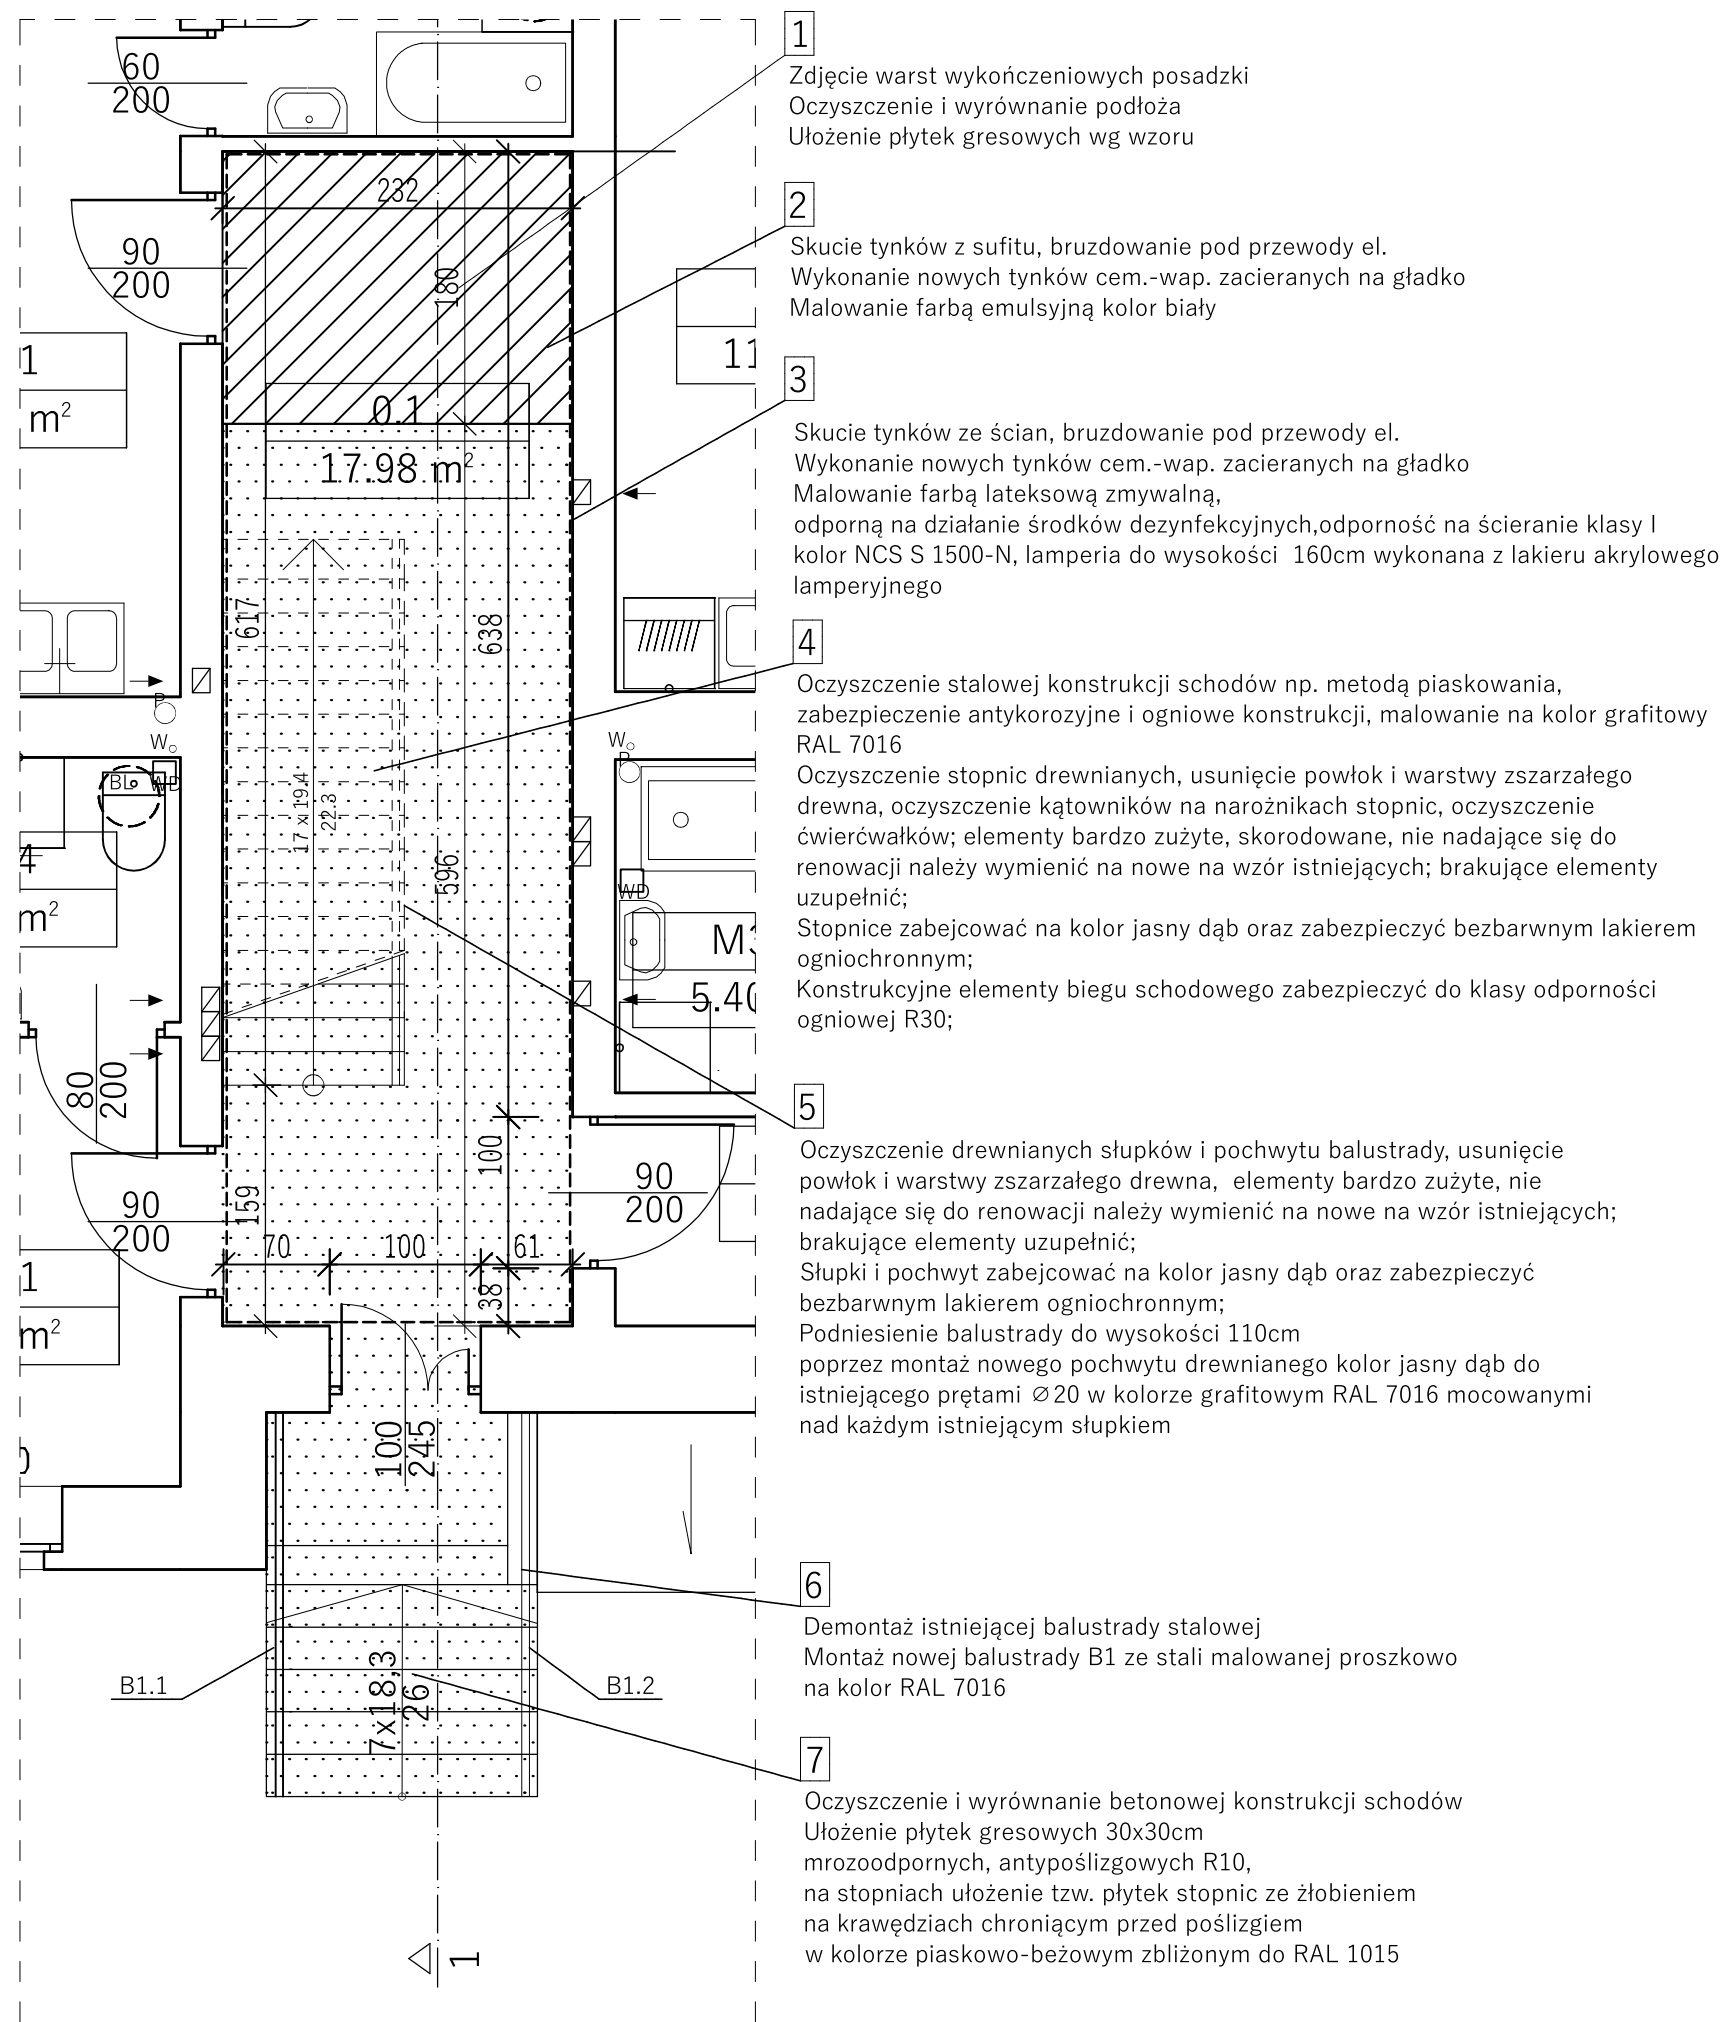 1
Zdjęcie warst wykończeniowych posadzki
Oczyszczenie i wyrównanie podłoża
Ułożenie płytek gresowych wg wzoru
2
Skucie tynków z sufitu, bruzdowanie pod przewody el.
Wykonanie nowych tynków cem.-wap. zacieranych na gładko
Malowanie farbą emulsyjną kolor biały
3
Skucie tynków ze ścian, bruzdowanie pod przewody el.
Wykonanie nowych tynków cem.-wap. zacieranych na gładko
Malowanie farbą lateksową zmywalną,
odporną na działanie środków dezynfekcyjnych,odporność na ścieranie klasy I
kolor NCS S 1500-N, lamperia do wysokości  160cm wykonana z lakieru akrylowego
lamperyjnego
4
Oczyszczenie stalowej konstrukcji schodów np. metodą piaskowania,
zabezpieczenie antykorozyjne i ogniowe konstrukcji, malowanie na kolor grafitowy
RAL 7016
Oczyszczenie stopnic drewnianych, usunięcie powłok i warstwy zszarzałego
drewna, oczyszczenie kątowników na narożnikach stopnic, oczyszczenie
ćwierćwałków; elementy bardzo zużyte, skorodowane, nie nadające się do
renowacji należy wymienić na nowe na wzór istniejących; brakujące elementy
uzupełnić;
Stopnice zabejcować na kolor jasny dąb oraz zabezpieczyć bezbarwnym lakierem
ogniochronnym;
Konstrukcyjne elementy biegu schodowego zabezpieczyć do klasy odporności
ogniowej R30;
5
Oczyszczenie drewnianych słupków i pochwytu balustrady, usunięcie
powłok i warstwy zszarzałego drewna,  elementy bardzo zużyte, nie
nadające się do renowacji należy wymienić na nowe na wzór istniejących;
brakujące elementy uzupełnić;
Słupki i pochwyt zabejcować na kolor jasny dąb oraz zabezpieczyć
bezbarwnym lakierem ogniochronnym;
Podniesienie balustrady do wysokości 110cm
poprzez montaż nowego pochwytu drewnianego kolor jasny dąb do
istniejącego prętami ∅20 w kolorze grafitowym RAL 7016 mocowanymi
nad każdym istniejącym słupkiem
6
Demontaż istniejącej balustrady stalowej
Montaż nowej balustrady B1 ze stali malowanej proszkowo
na kolor RAL 7016
7
Oczyszczenie i wyrównanie betonowej konstrukcji schodów
Ułożenie płytek gresowych 30x30cm
mrozoodpornych, antypoślizgowych R10,
na stopniach ułożenie tzw. płytek stopnic ze żłobieniem
na krawędziach chroniącym przed poślizgiem
w kolorze piaskowo-beżowym zbliżonym do RAL 1015
60
200
232
90
200
180
1
m²
11
0.1
17.98 m²
617
638
P
W
W
P
BL
WD
17 x 19.4
22.3
596
WD
4
m²
M3
5.40
80
200
100
90
200
159
90
200
70
100
61
38
1
m²
100
245
B1.1
7x18,3
26
B1.2
1